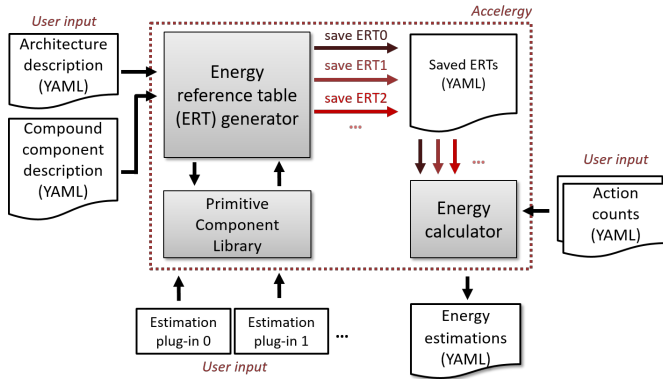 User input
Accelergy
Architecture
description
(YAML)
Compound
component
description
(YAML)
Energy
reference table
(ERT) generator
save ERT0
save ERT1
save ERT2
...
Saved ERTs
(YAML)
...
Primitive
Component
Library
Energy
calculator
User input
Action
counts
(YAML)
Estimation
plug-in 0
Estimation
plug-in 1
...
User input
Energy
estimations
(YAML)